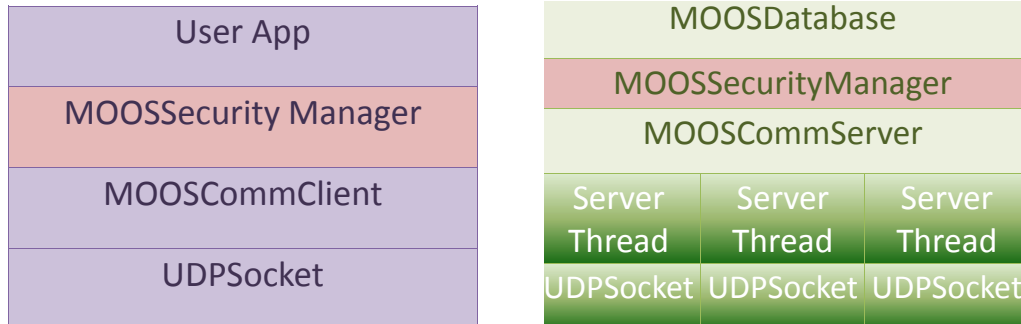 User App
MOOSSecurity Manager
MOOSCommClient
UDPSocket
MOOSDatabase
MOOSSecurityManager
MOOSCommServer
Server Thread
Server Thread
Server Thread
UDPSocket
UDPSocket
UDPSocket